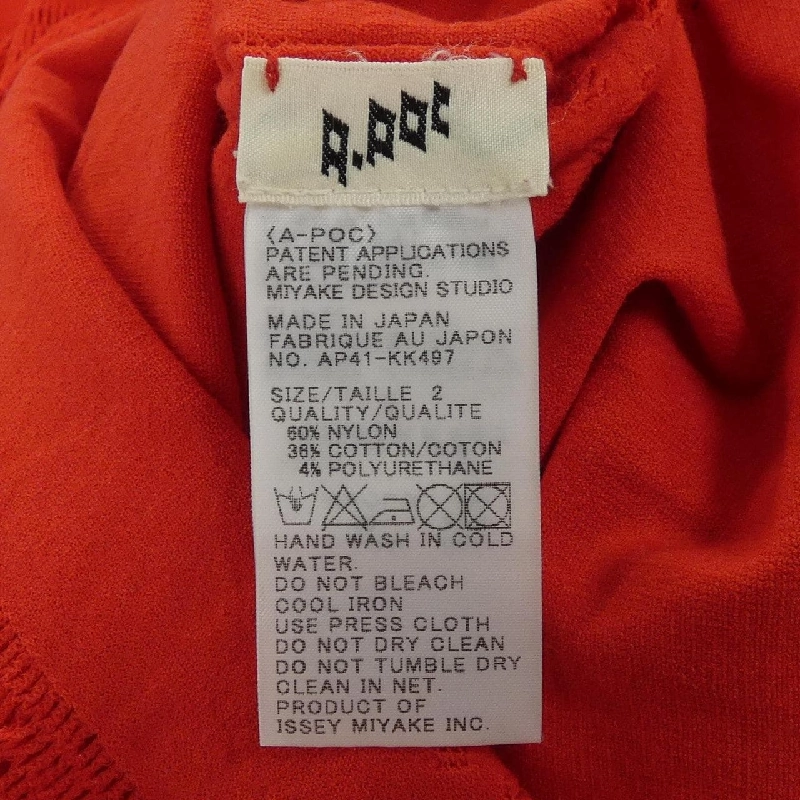 A.POC
(A-POC)
PATENT APPLICATIONS
ARE PENDING.
MIYAKE DESIGN STUDIO
MADE IN JAPAN
FABRIQUE AU JAPON
NO. AP41-KK497
SIZE/TAILLE 2
QUALITY/QUALITE
60% NYLON
36% COTTON/COTON
4% POLYURETHANE
HAND WASH IN COLD
WATER.
DO NOT BLEACH
COOL IRON
USE PRESS CLOTH
DO NOT DRY CLEAN
DO NOT TUMBLE DRY
CLEAN IN NET.
PRODUCT OF
ISSEY MIYAKE INC.